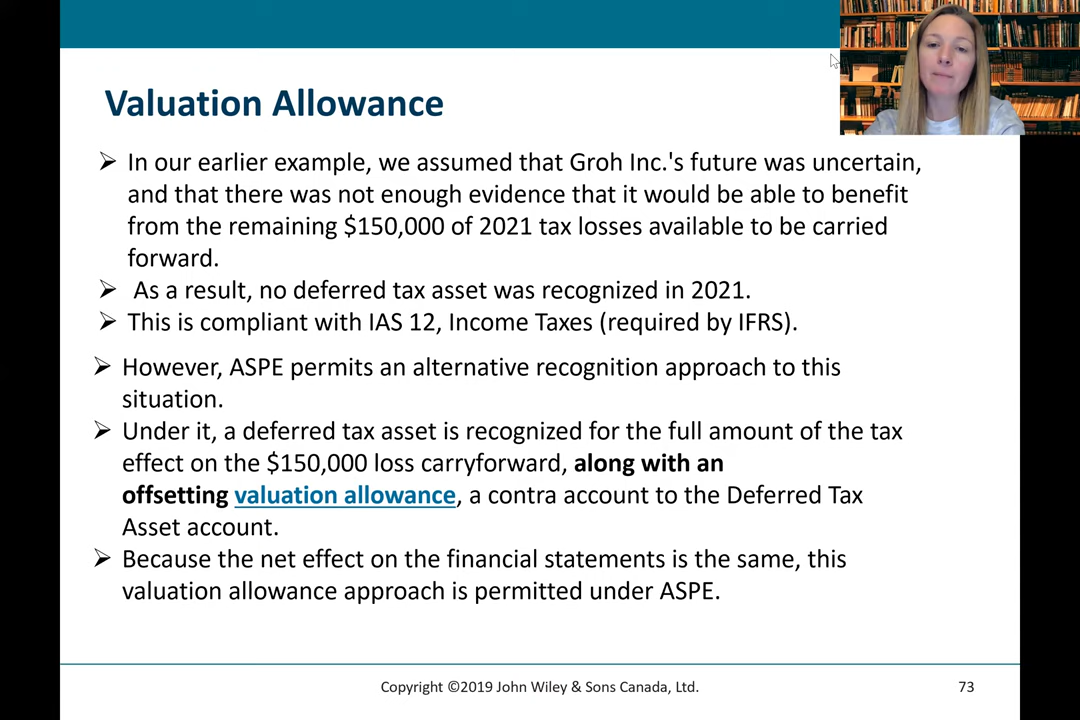 Valuation Allowance
➢ In our earlier example, we assumed that Groh Inc.'s future was uncertain,
and that there was not enough evidence that it would be able to benefit
from the remaining $150,000 of 2021 tax losses available to be carried
forward.
➢ As a result, no deferred tax asset was recognized in 2021.
➢ This is compliant with IAS 12, Income Taxes (required by IFRS).
➢ However, ASPE permits an alternative recognition approach to this
situation.
➢ Under it, a deferred tax asset is recognized for the full amount of the tax
effect on the $150,000 loss carryforward, along with an
offsetting valuation allowance, a contra account to the Deferred Tax
Asset account.
➢ Because the net effect on the financial statements is the same, this
valuation allowance approach is permitted under ASPE.
Copyright ©2019 John Wiley & Sons Canada, Ltd.
73